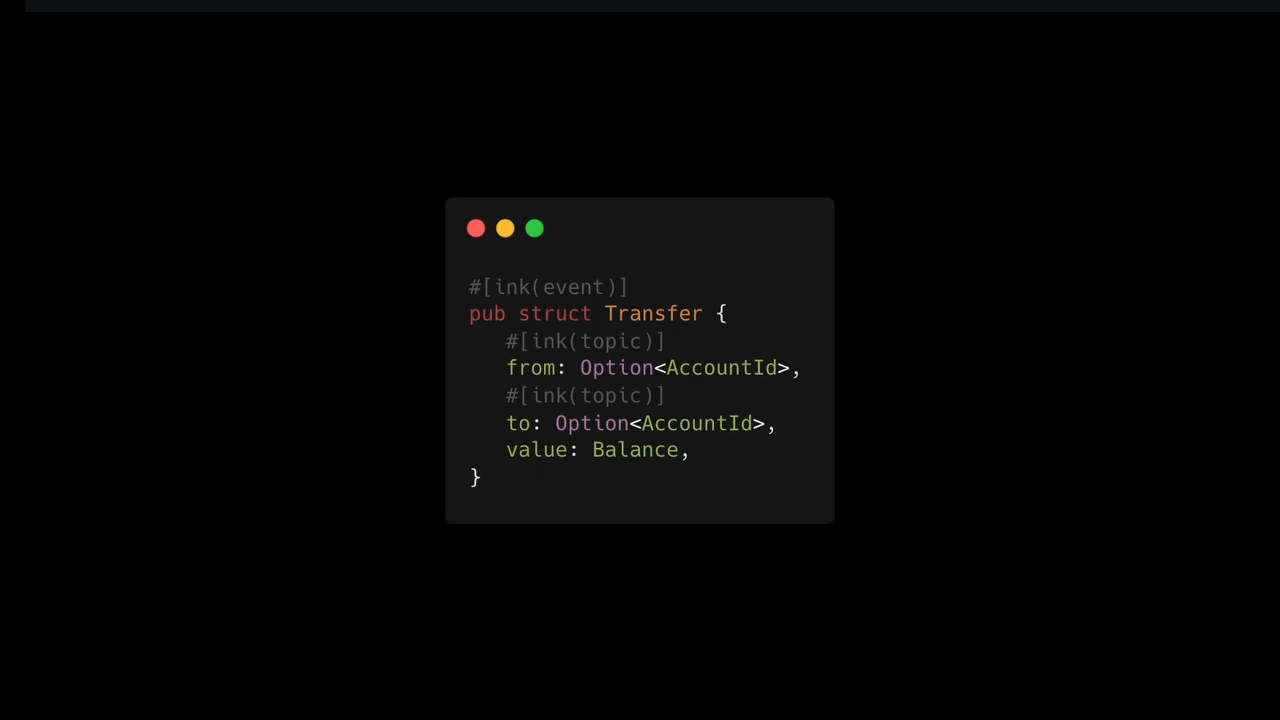 #[ink(event)]
pub struct Transfer {
   #[ink(topic)]
   from: Option<AccountId>,
   #[ink(topic)]
   to: Option<AccountId>,
   value: Balance,
}